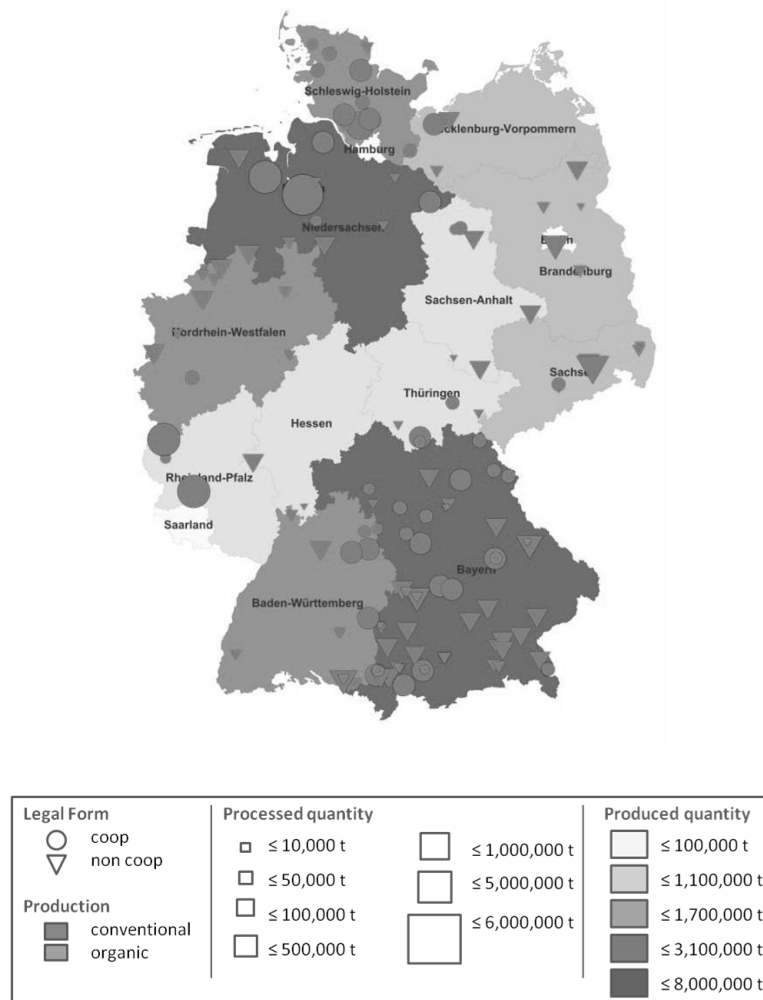 Schleswig-Holstein
cklenburg-Vorpommern
Hamburg
Niedersachsen
Brandenburg
Sachsen-Anhalt
Nordrhein-Westfalen
Sachse
Thüringen
Hessen
Rheinland-Pfalz
Saarland
Bayern
Baden-Württemberg
Legal Form
coop
non coop
Production
conventional
organic
Processed quantity
≤ 10,000 t
≤ 50,000 t
≤ 100,000 t
≤ 500,000 t
≤ 1,000,000 t
≤ 5,000,000 t
≤ 6,000,000 t
Produced quantity
≤ 100,000 t
≤ 1,100,000 t
≤ 1,700,000 t
≤ 3,100,000 t
≤ 8,000,000 t